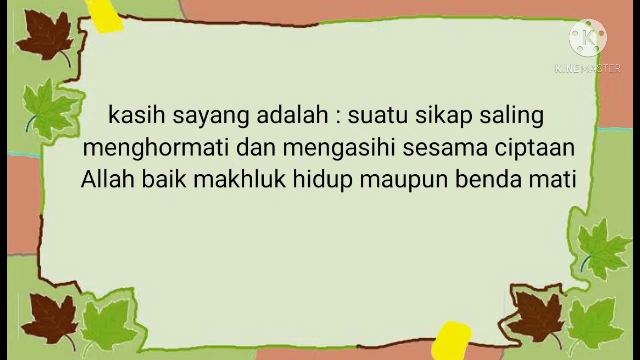 KINEMASTER
kasih sayang adalah : suatu sikap saling
menghormati dan mengasihi sesama ciptaan
Allah baik makhluk hidup maupun benda mati